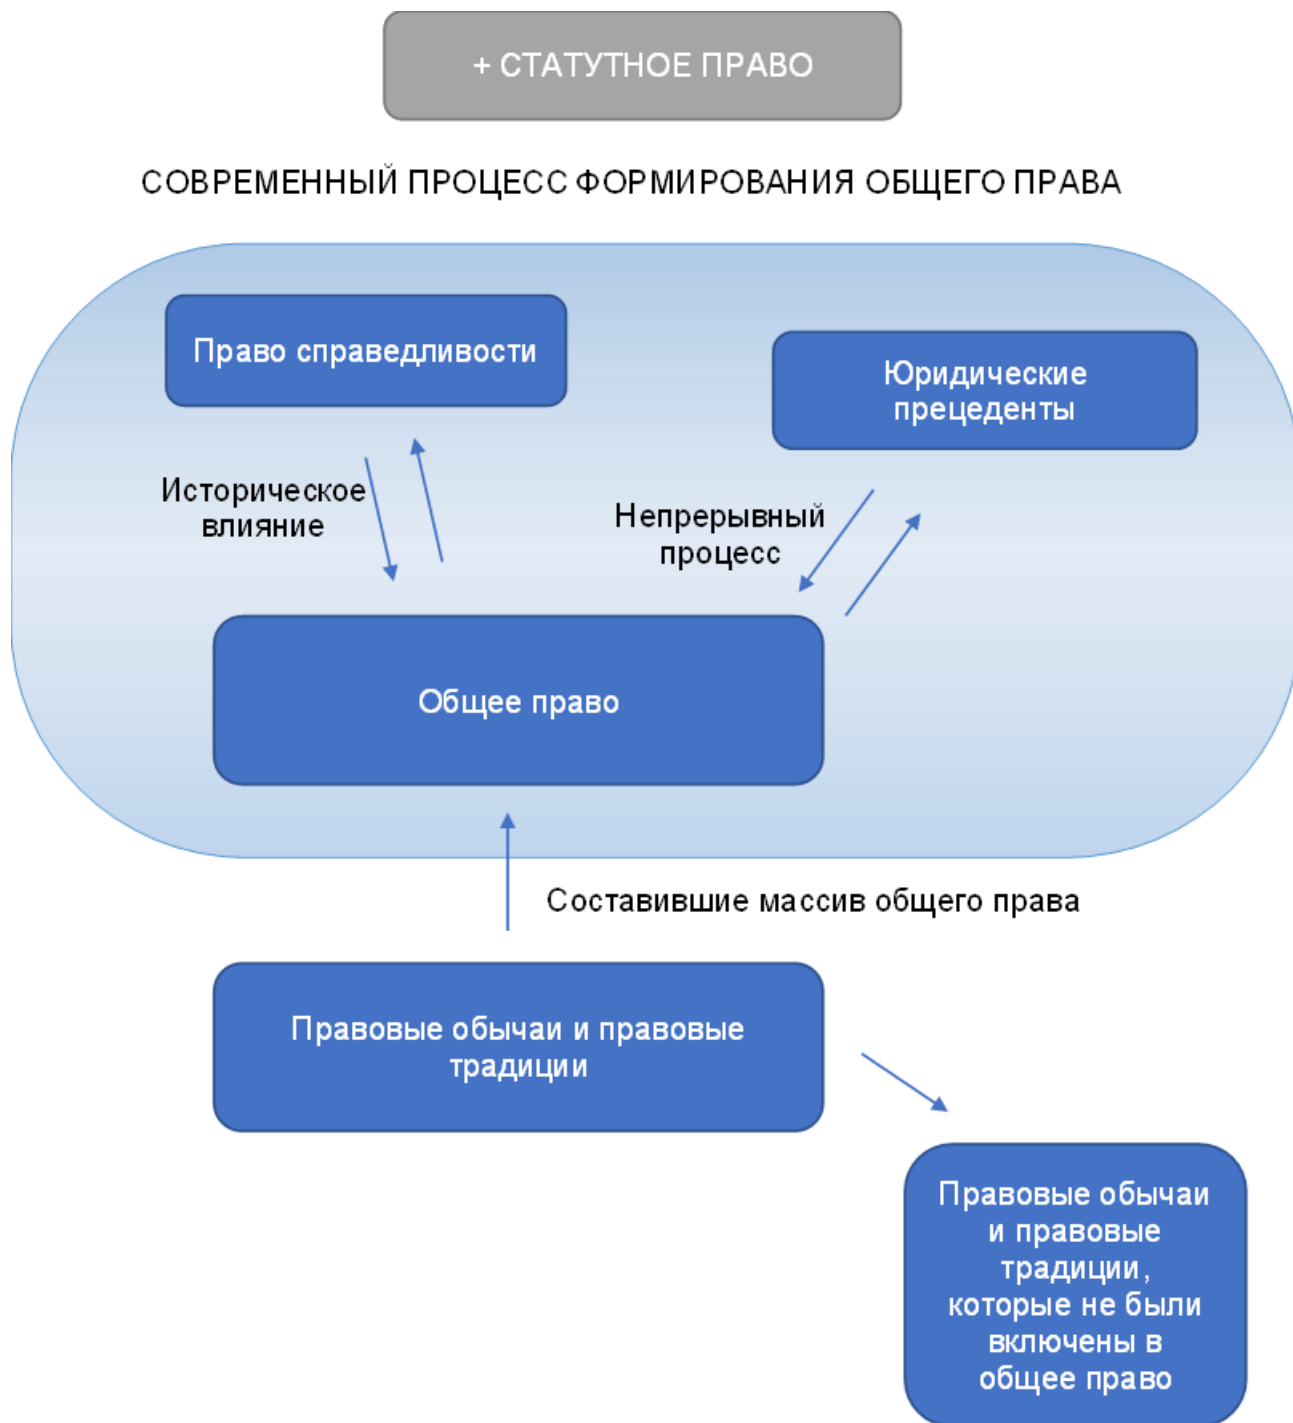 + СТАТУТНОЕ ПРАВО
СОВРЕМЕННЫЙ ПРОЦЕСС ФОРМИРОВАНИЯ ОБЩЕГО ПРАВА
Право справедливости
Юридические
прецеденты
Историческое
влияние
Непрерывный
процесс
Общее право
Составившие массив общего права
Правовые обычаи и правовые
традиции
Правовые обычаи
и правовые
традиции,
которые не были
включены в
общее право